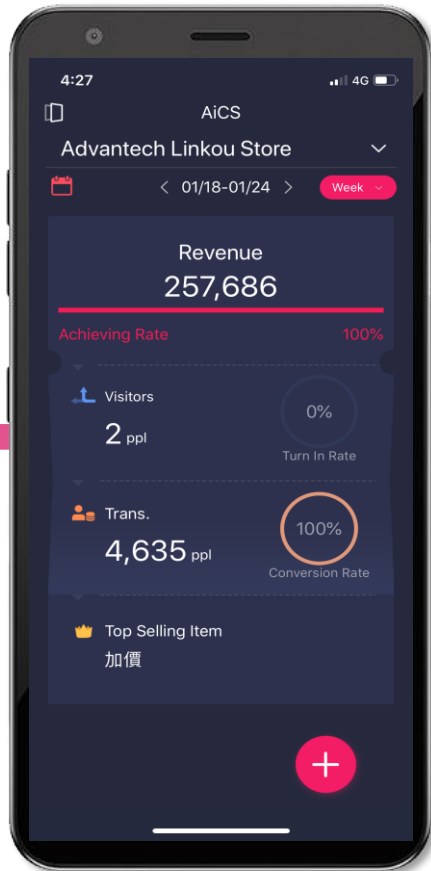 4:27
4G
AiCS
Advantech Linkou Store
01/18-01/24
Week
Revenue
257,686
Achieving Rate 100%
Visitors
2 ppl
0%
Turn In Rate
Trans.
4,635 ppl
100%
Conversion Rate
Top Selling Item
加價